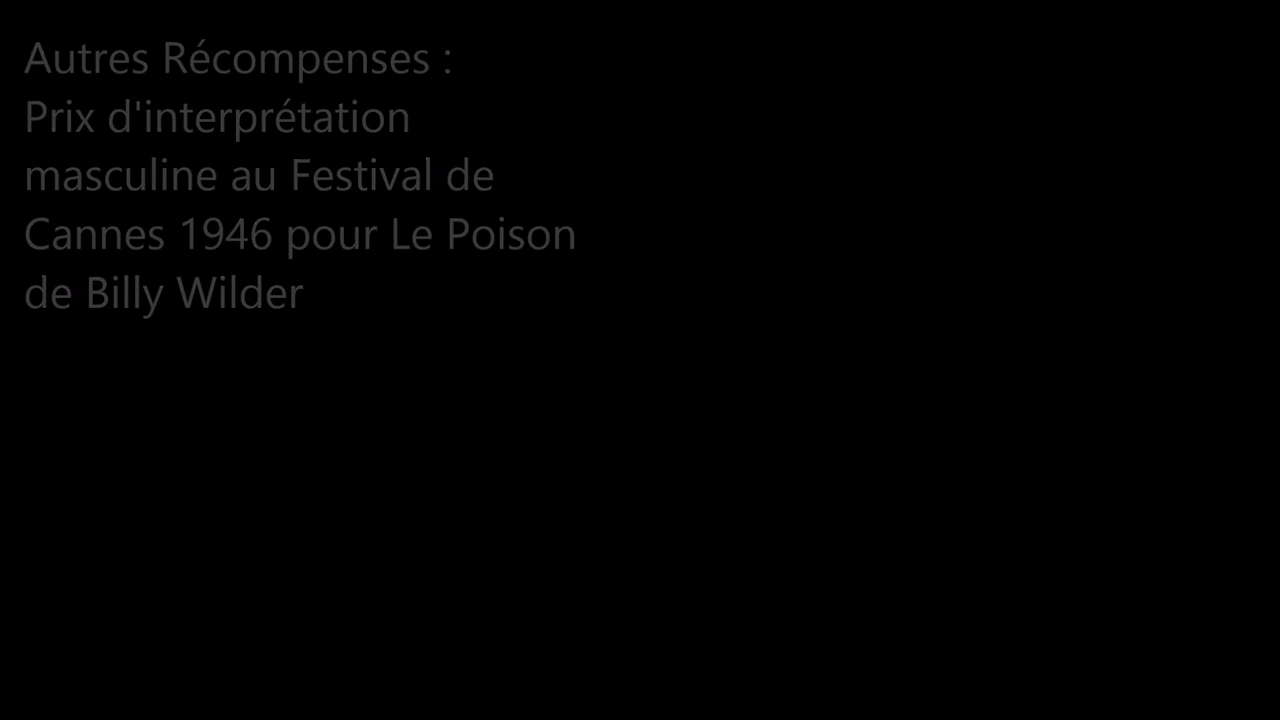 Autres Récompenses :
Prix d'interprétation
masculine au Festival de
Cannes 1946 pour Le Poison
de Billy Wilder